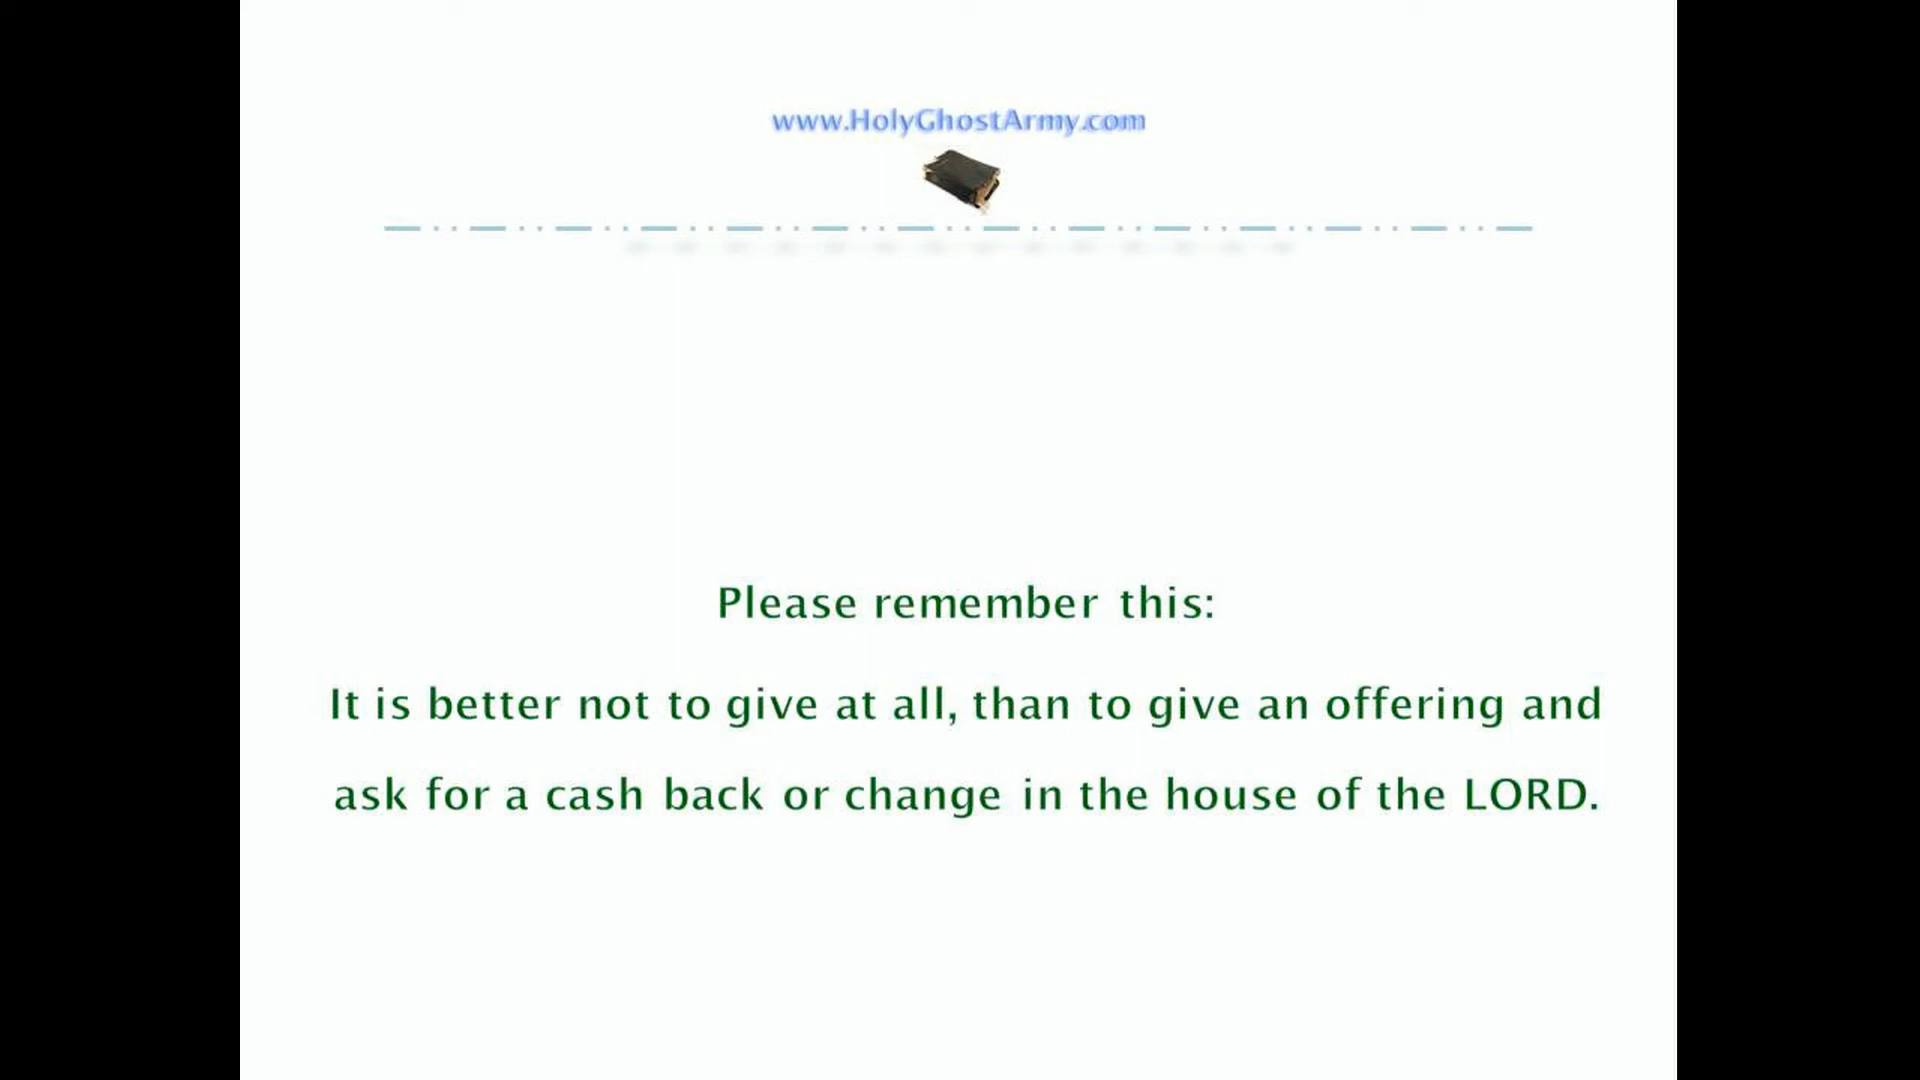 www.HolyGhostArmy.com
Please remember this:
It is better not to give at all, than to give an offering and
ask for a cash back or change in the house of the LORD.